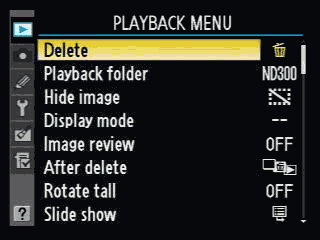 PLAYBACK MENU
Delete
Playback folder ND300
Hide image
Display mode --
Image review OFF
After delete
Rotate tall OFF
Slide show
?